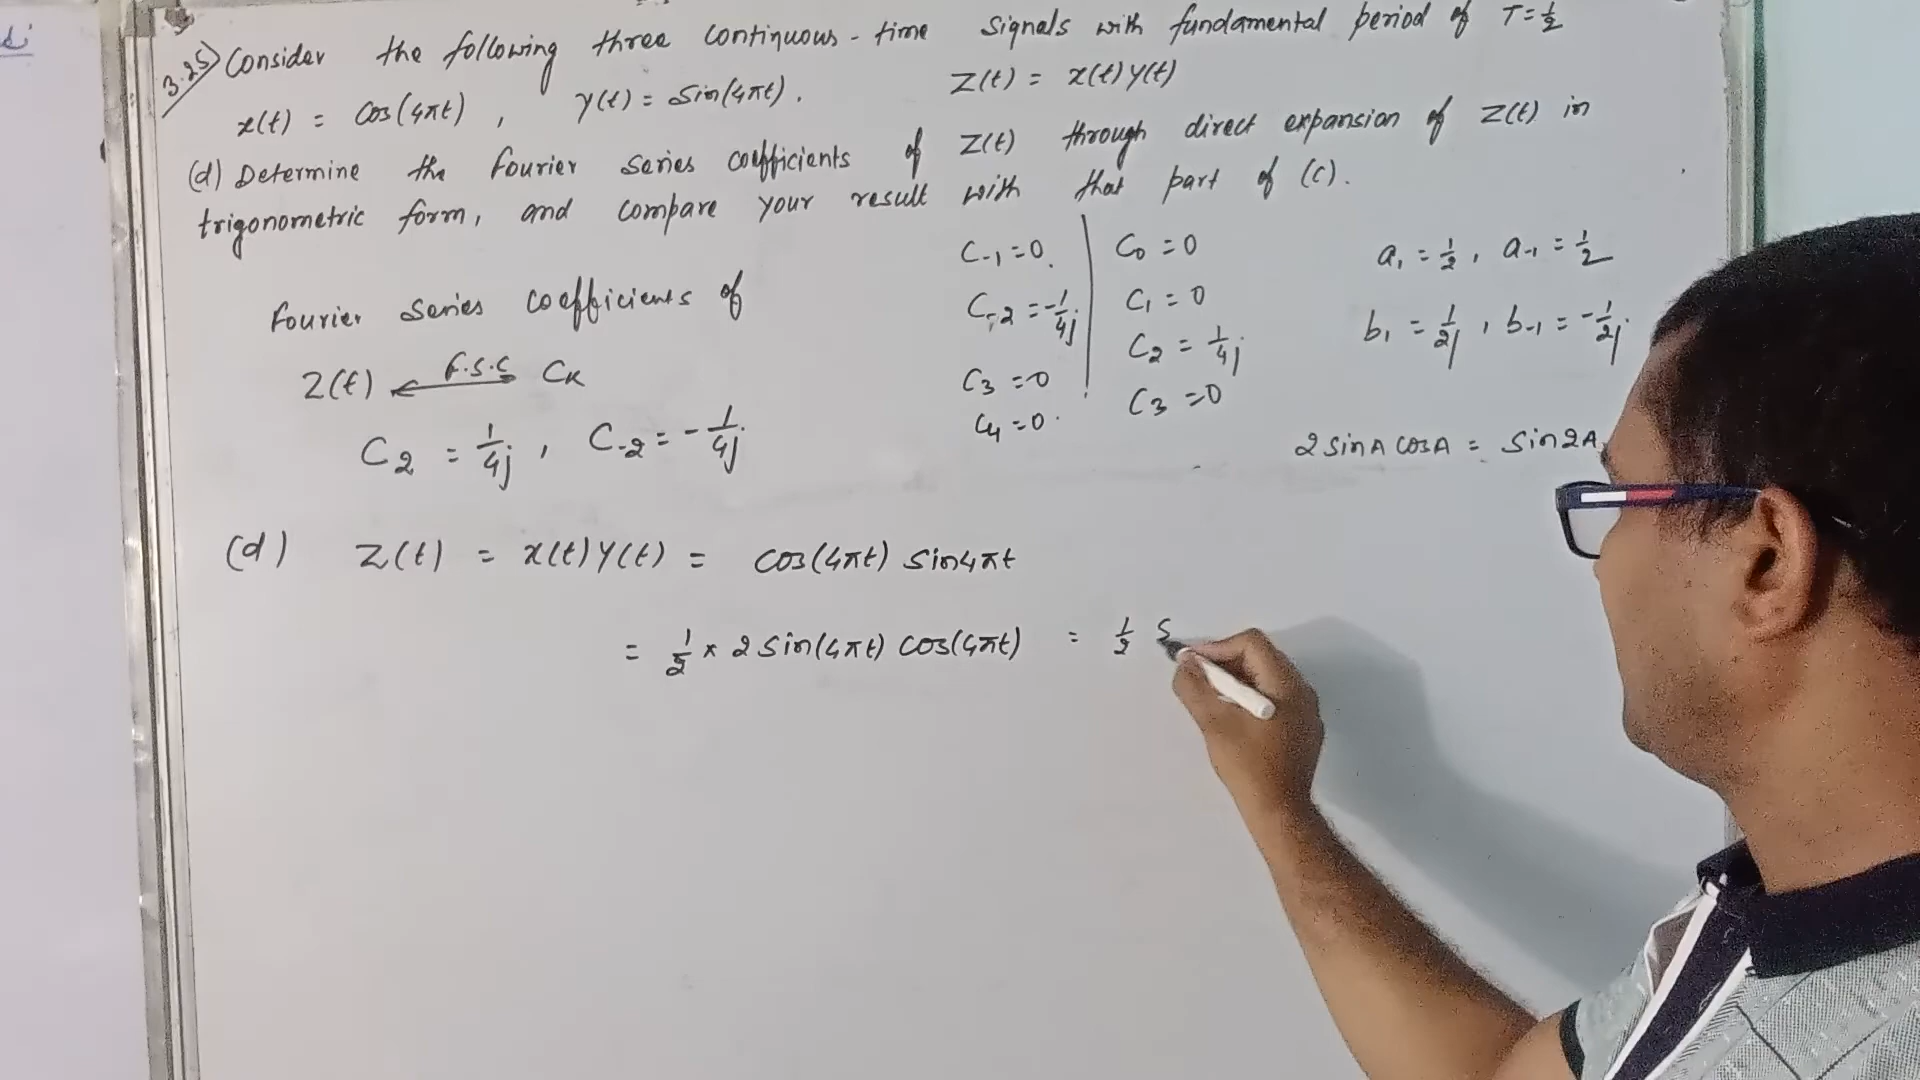 3.25) Consider the following three continuous-time signals with fundamental period of T=1/2
x(t) = cos(4πt), y(t) = sin(4πt). z(t) = x(t)y(t)
(d) Determine the fourier series coefficients of z(t) through direct expansion of z(t) in
trigonometric form, and compare your result with that part of (c).
C-1 =0. C0 =0 a1 = 1/2, a-1 = 1/2
Fourier series coefficients of C-2 = -1/4j C1 =0 b1 = 1/2j, b-1 = -1/2j
z(t) F.S.C CK C3 =0 C2 = 1/4j
C2 = 1/4j, C-2 = -1/4j C4 =0. C3 =0
2 sinA cosA = sin2A
(d) z(t) = x(t)y(t) = cos(4πt) sin4πt
= 1/2 × 2 sin(4πt) cos(4πt) = 1/2 S